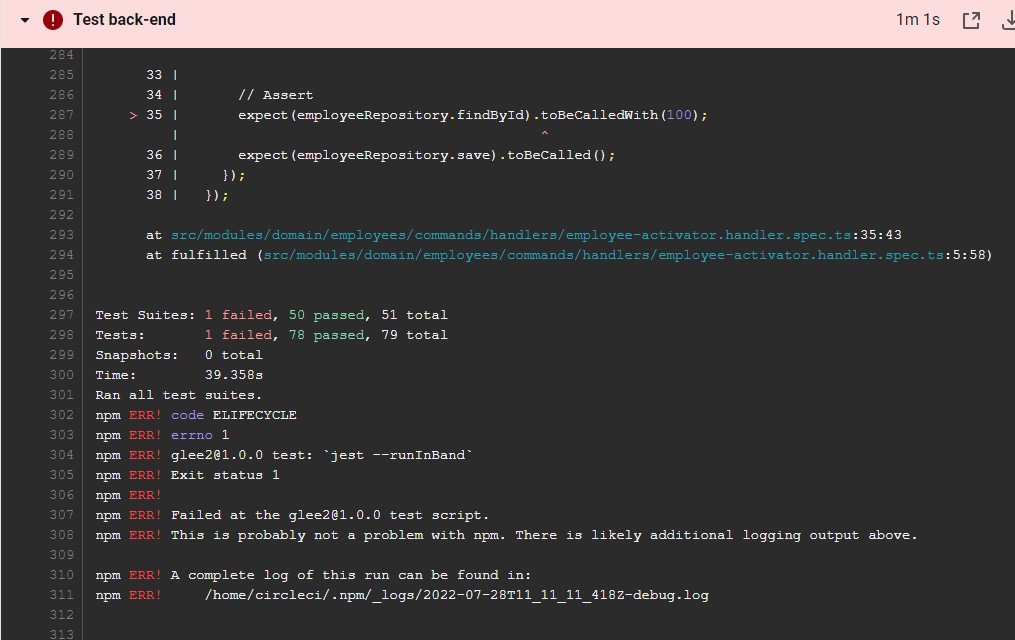 Test back-end 1m 1s
284
285 33 |
286 34 | // Assert
287 > 35 | expect(employeeRepository.findById).toBeCalledWith(100);
288 | ^
289 36 | expect(employeeRepository.save).toBeCalled();
290 37 | });
291 38 | });
292
293 at src/modules/domain/employees/commands/handlers/employee-activator.handler.spec.ts:35:43
294 at fulfilled (src/modules/domain/employees/commands/handlers/employee-activator.handler.spec.ts:5:58)
295
296
297 Test Suites: 1 failed, 50 passed, 51 total
298 Tests: 1 failed, 78 passed, 79 total
299 Snapshots: 0 total
300 Time: 39.358s
301 Ran all test suites.
302 npm ERR! code ELIFECYCLE
303 npm ERR! errno 1
304 npm ERR! glee2@1.0.0 test: `jest --runInBand`
305 npm ERR! Exit status 1
306 npm ERR!
307 npm ERR! Failed at the glee2@1.0.0 test script.
308 npm ERR! This is probably not a problem with npm. There is likely additional logging output above.
309
310 npm ERR! A complete log of this run can be found in:
311 npm ERR! /home/circleci/.npm/_logs/2022-07-28T11_11_11_418Z-debug.log
312
313